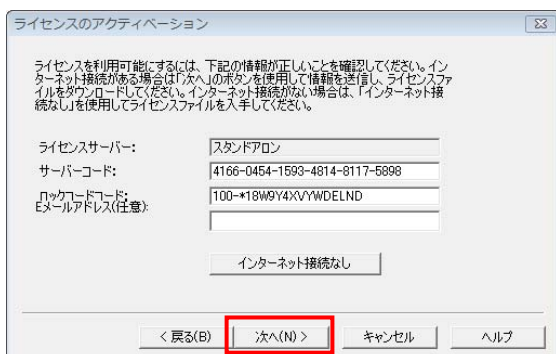 ライセンスのアクティベーション
ライセンスを利用可能にするには、下記の情報が正しいことを確認してください。イン
ターネット接続がある場合は「次へ」のボタンを使用して情報を送信し、ライセンスファ
イルをダウンロードしてください。インターネット接続がない場合は、「インターネット接
続なし」を使用してライセンスファイルを入手してください。
ライセンスサーバー: スタンドアロン
サーバーコード: 4166-0454-1593-4814-8117-5898
ロックコードコード: 100-*18W9Y4XVYWDELND
Eメールアドレス(任意):
インターネット接続なし
< 戻る(B) 次へ(N) > キャンセル ヘルプ